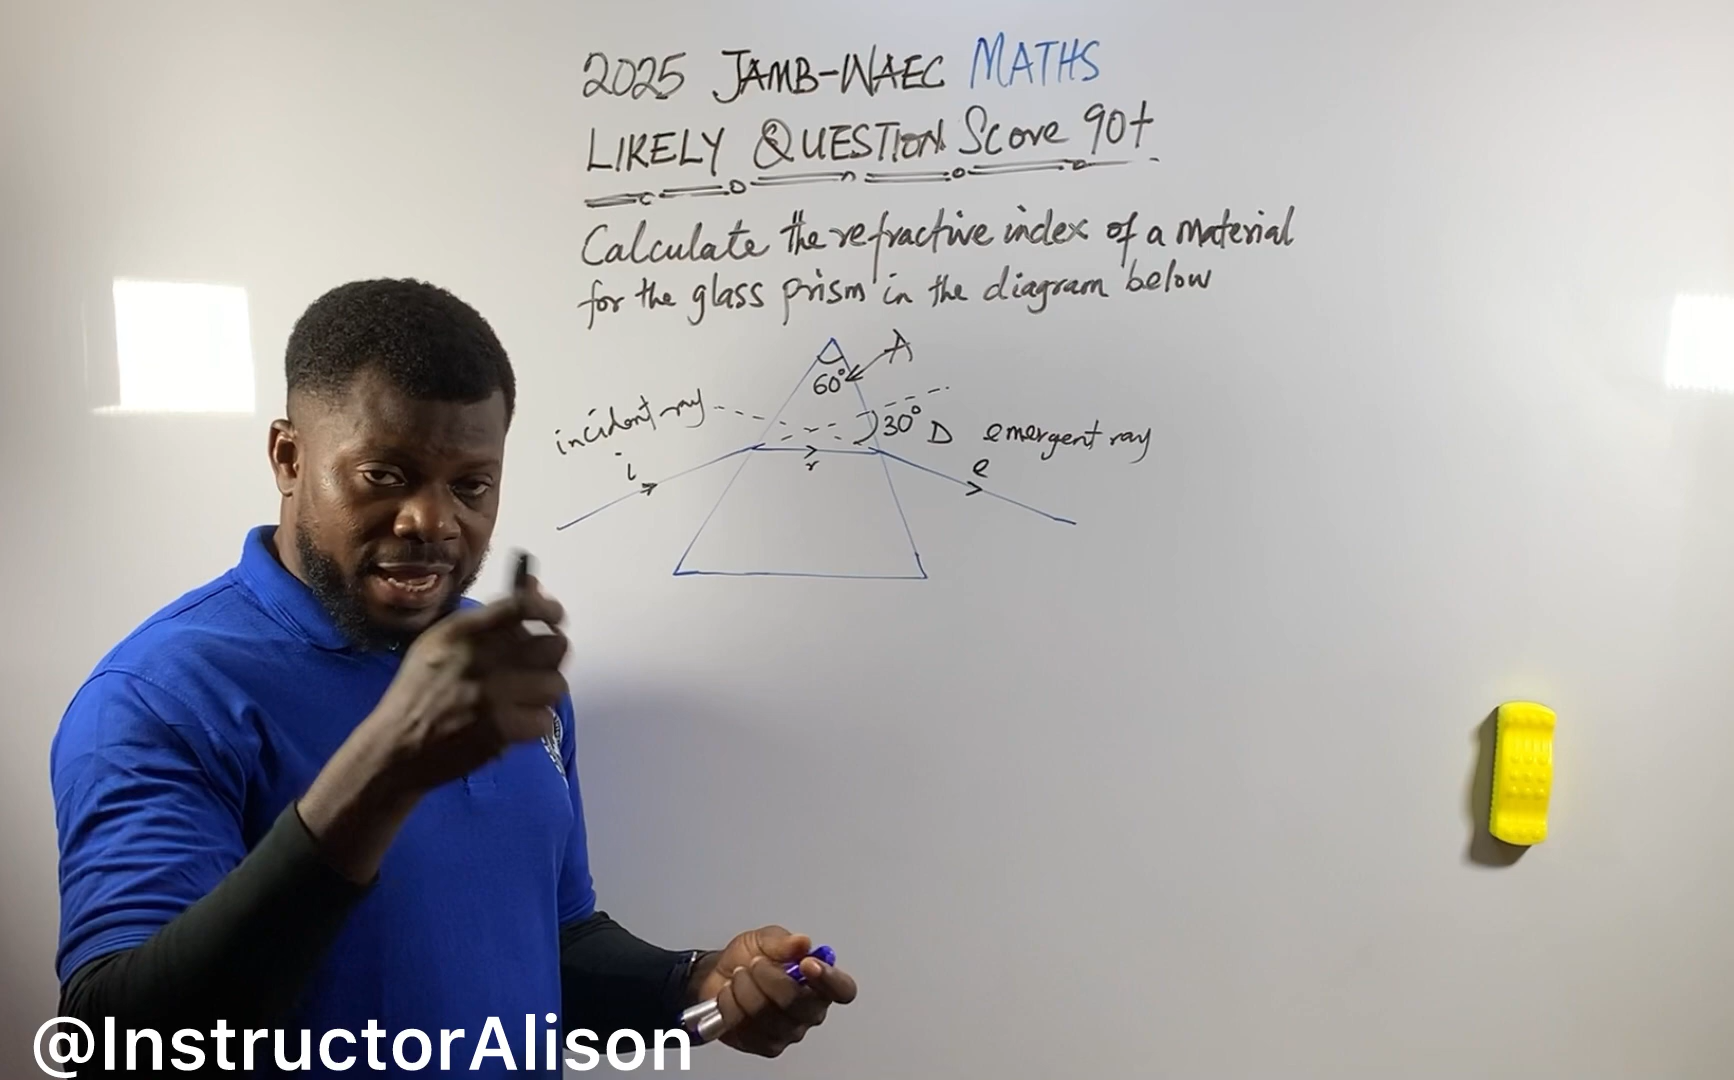 2025 JAMB-WAEC MATHS
LIKELY QUESTION Score 90+
Calculate the refractive index of a material
for the glass prism in the diagram below
A
60°
incident ray
30° D emergent ray
i
r
e
@InstructorAlison